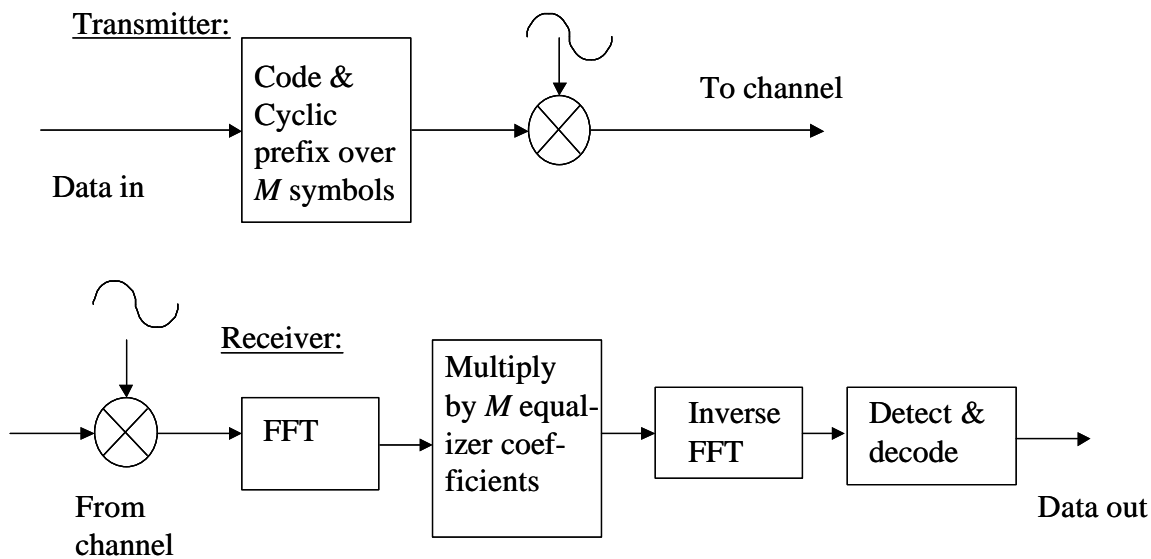 Transmitter:
Code &
Cyclic
prefix over
M symbols
To channel
Data in
Receiver:
From
channel
FFT
Multiply
by M equal-
izer coef-
ficients
Inverse
FFT
Detect &
decode
Data out